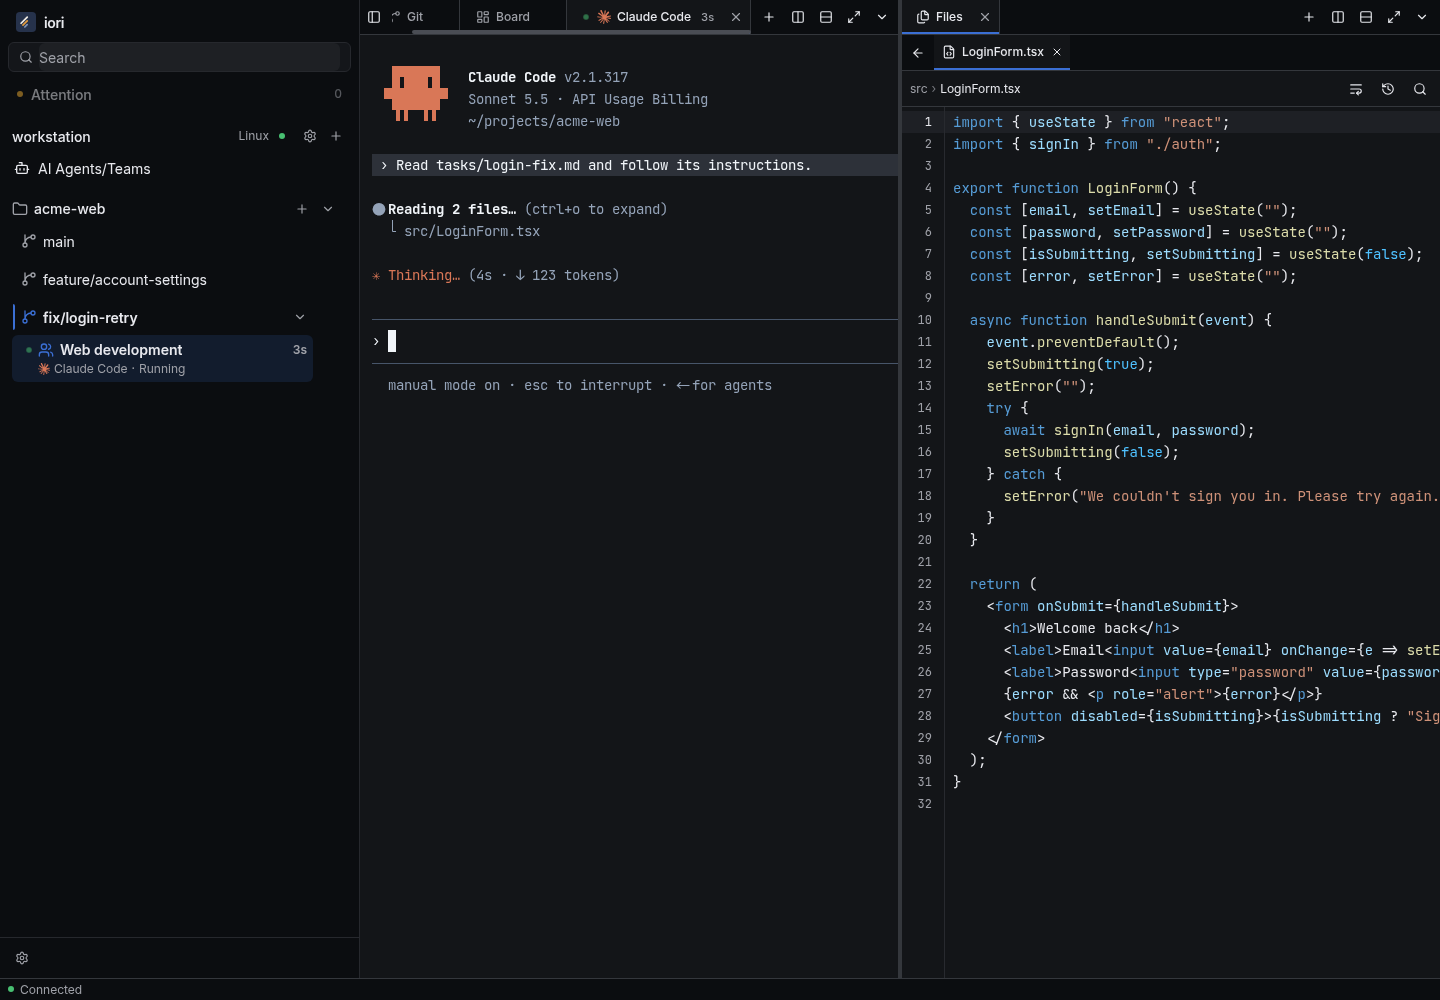 iori
Search
Attention 0
workstation Linux
AI Agents/Teams
acme-web
main
feature/account-settings
fix/login-retry
Web development 3s
Claude Code · Running
Connected
Git
Board
Claude Code 3s
Claude Code v2.1.317
Sonnet 5.5 · API Usage Billing
~/projects/acme-web
› Read tasks/login-fix.md and follow its instructions.
Reading 2 files… (ctrl+o to expand)
└ src/LoginForm.tsx
✳ Thinking… (4s · ↓ 123 tokens)
›
manual mode on · esc to interrupt · ← for agents
Files
LoginForm.tsx
src › LoginForm.tsx
1 import { useState } from "react";
2 import { signIn } from "./auth";
3
4 export function LoginForm() {
5 const [email, setEmail] = useState("");
6 const [password, setPassword] = useState("");
7 const [isSubmitting, setSubmitting] = useState(false);
8 const [error, setError] = useState("");
9
10 async function handleSubmit(event) {
11 event.preventDefault();
12 setSubmitting(true);
13 setError("");
14 try {
15 await signIn(email, password);
16 setSubmitting(false);
17 } catch {
18 setError("We couldn't sign you in. Please try again.
19 }
20 }
21
22 return (
23 <form onSubmit={handleSubmit}>
24 <h1>Welcome back</h1>
25 <label>Email<input value={email} onChange={e => setE
26 <label>Password<input type="password" value={passwor
27 {error && <p role="alert">{error}</p>}
28 <button disabled={isSubmitting}>{isSubmitting ? "Sig
29 </form>
30 );
31 }
32